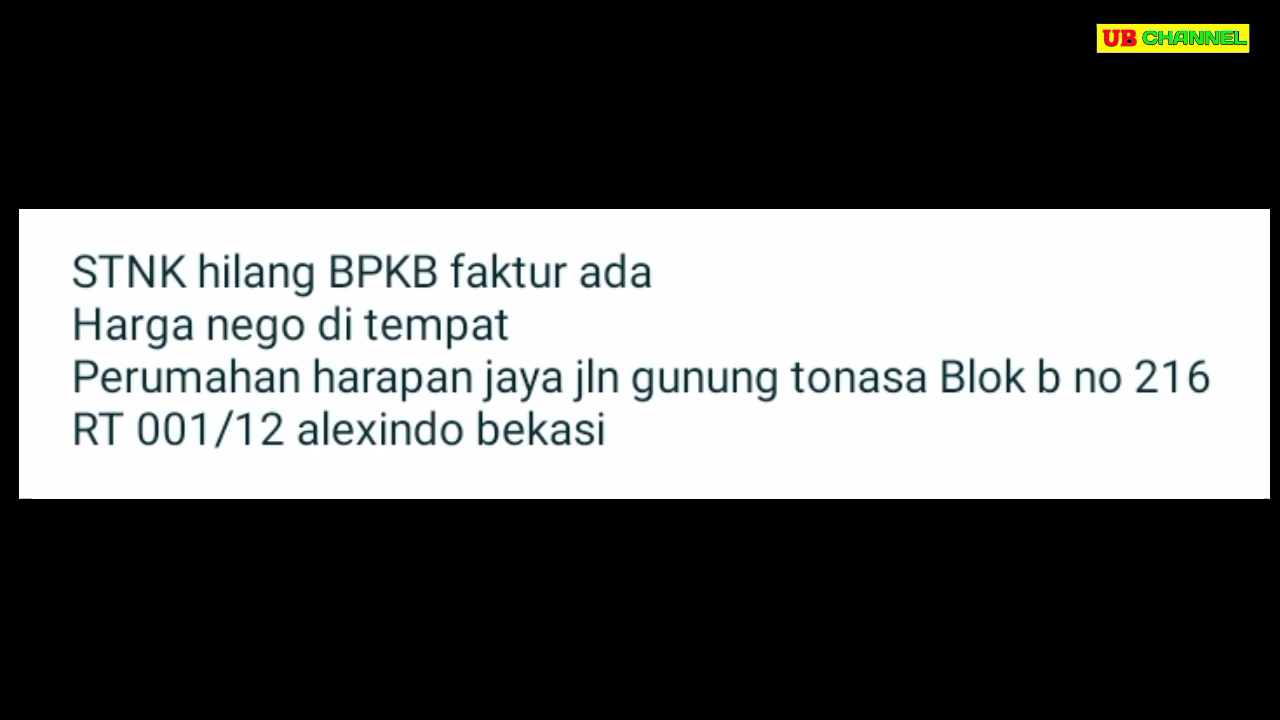 UB CHANNEL
STNK hilang BPKB faktur ada
Harga nego di tempat
Perumahan harapan jaya jln gunung tonasa Blok b no 216
RT 001/12 alexindo bekasi